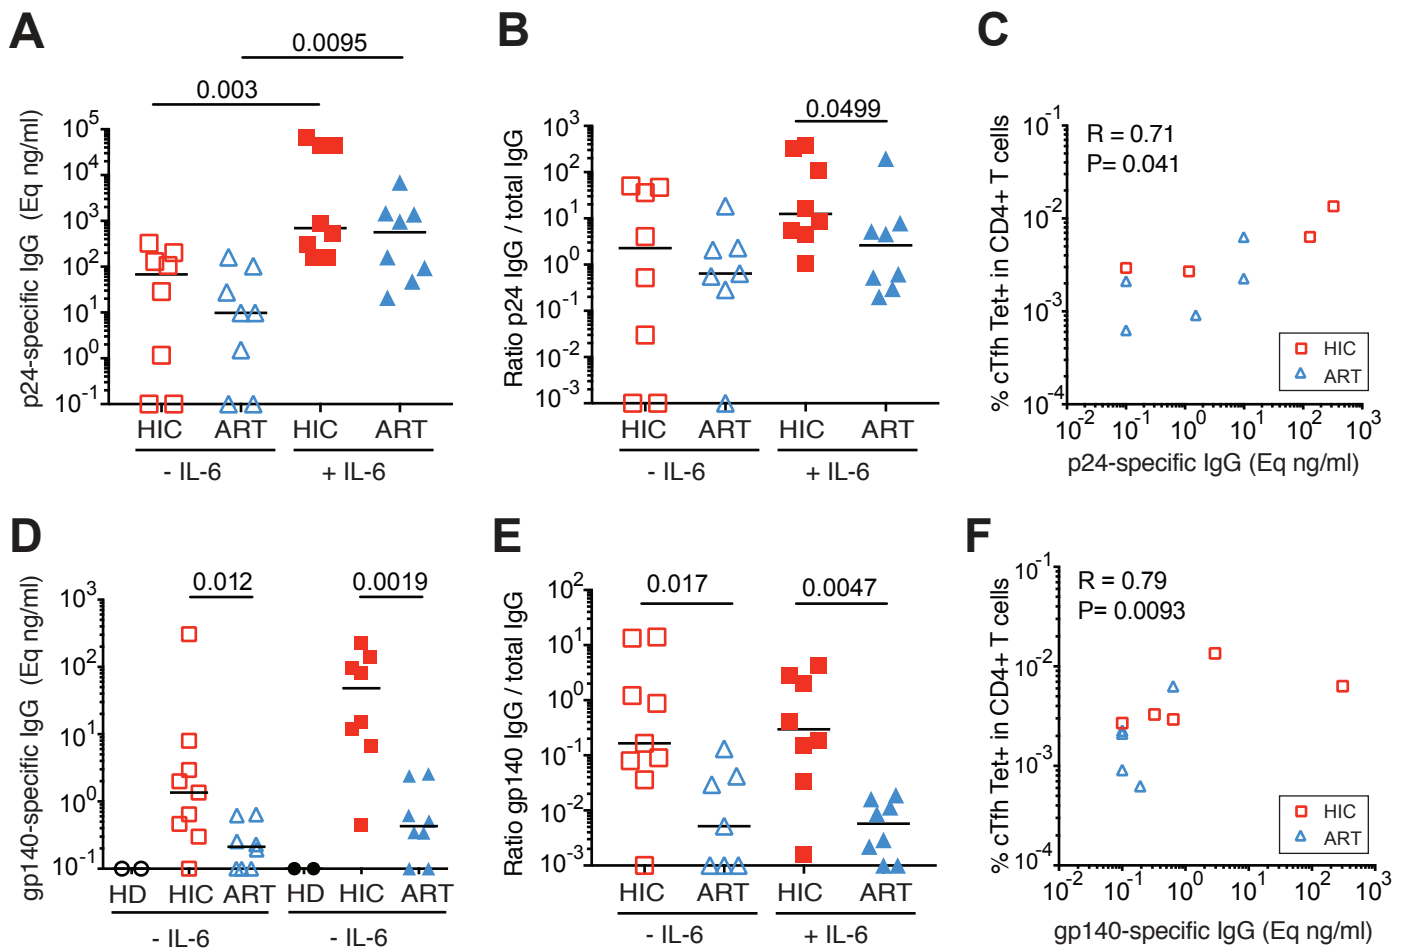 A
0.0095
0.003
p24-specific IgG (Eq ng/ml)
10^5
10^4
10^3
10^2
10^1
10^0
10^-1
HIC ART HIC ART
- IL-6 + IL-6
B
0.0499
Ratio p24 IgG / total IgG
10^3
10^2
10^1
10^0
10^-1
10^-2
10^-3
HIC ART HIC ART
- IL-6 + IL-6
C
R = 0.71
P= 0.041
% cTfh Tet+ in CD4+ T cells
10^-1
10^-2
10^-3
10^-4
HIC
ART
10^-2 10^-1 10^0 10^1 10^2 10^3
p24-specific IgG (Eq ng/ml)
D
0.012 0.0019
gp140-specific IgG (Eq ng/ml)
10^3
10^2
10^1
10^0
10^-1
HD HIC ART HD HIC ART
- IL-6 - IL-6
E
0.017 0.0047
Ratio gp140 IgG / total IgG
10^2
10^1
10^0
10^-1
10^-2
10^-3
HIC ART HIC ART
- IL-6 + IL-6
F
R = 0.79
P= 0.0093
% cTfh Tet+ in CD4+ T cells
10^-1
10^-2
10^-3
10^-4
HIC
ART
10^-2 10^-1 10^0 10^1 10^2 10^3
gp140-specific IgG (Eq ng/ml)